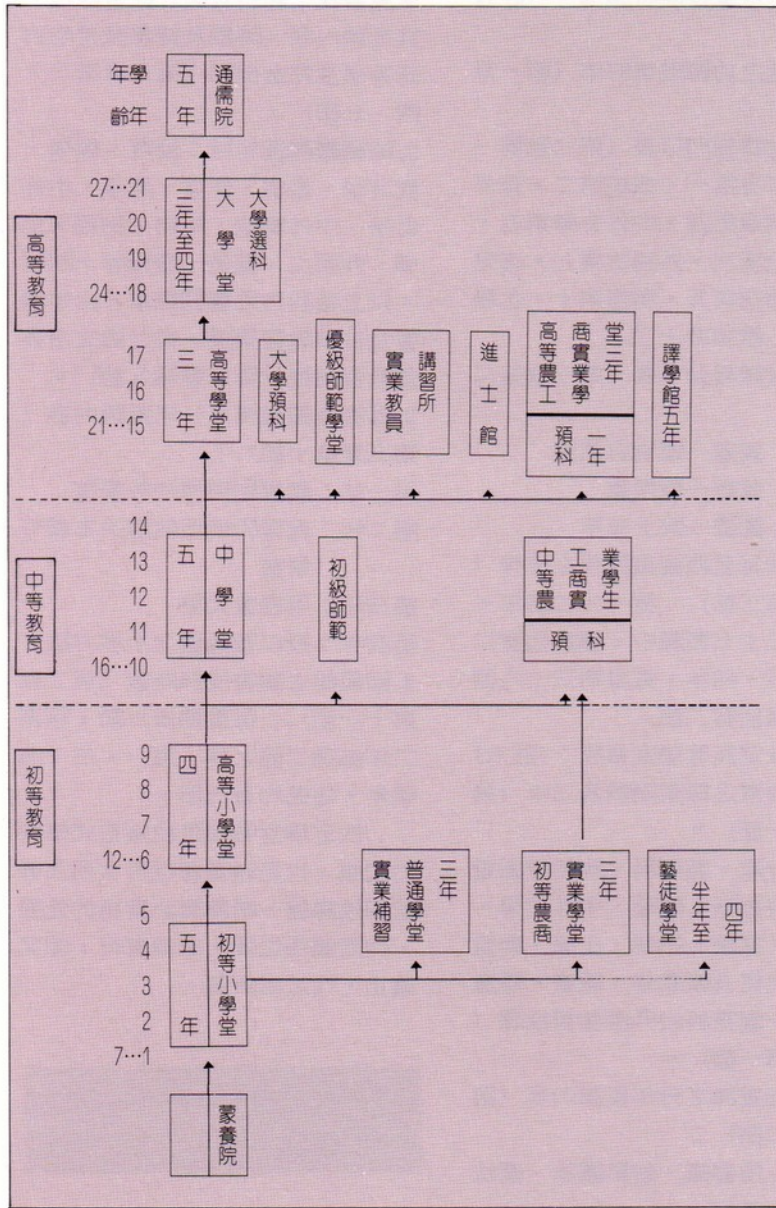 學年
年齡
通儒院
五年
27…21
20
19
24…18
高等教育
大學選科
大學堂
三年至四年
17
16
21…15
高等學堂
三年
大學預科
優級師範學堂
實業教員
講習所
進士館
高等農工
商實業學
堂三年
預科
一年
譯學館五年
14
13
12
11
16…10
中等教育
中學堂
五年
初級師範
中等農
工商實
業學生
預科
9
8
7
12…6
初等教育
高等小學堂
四年
5
4
3
2
7…1
初等小學堂
五年
實業補習
普通學堂
三年
初等農商
實業學堂
三年
藝徒學堂
半年至
四年
蒙養院